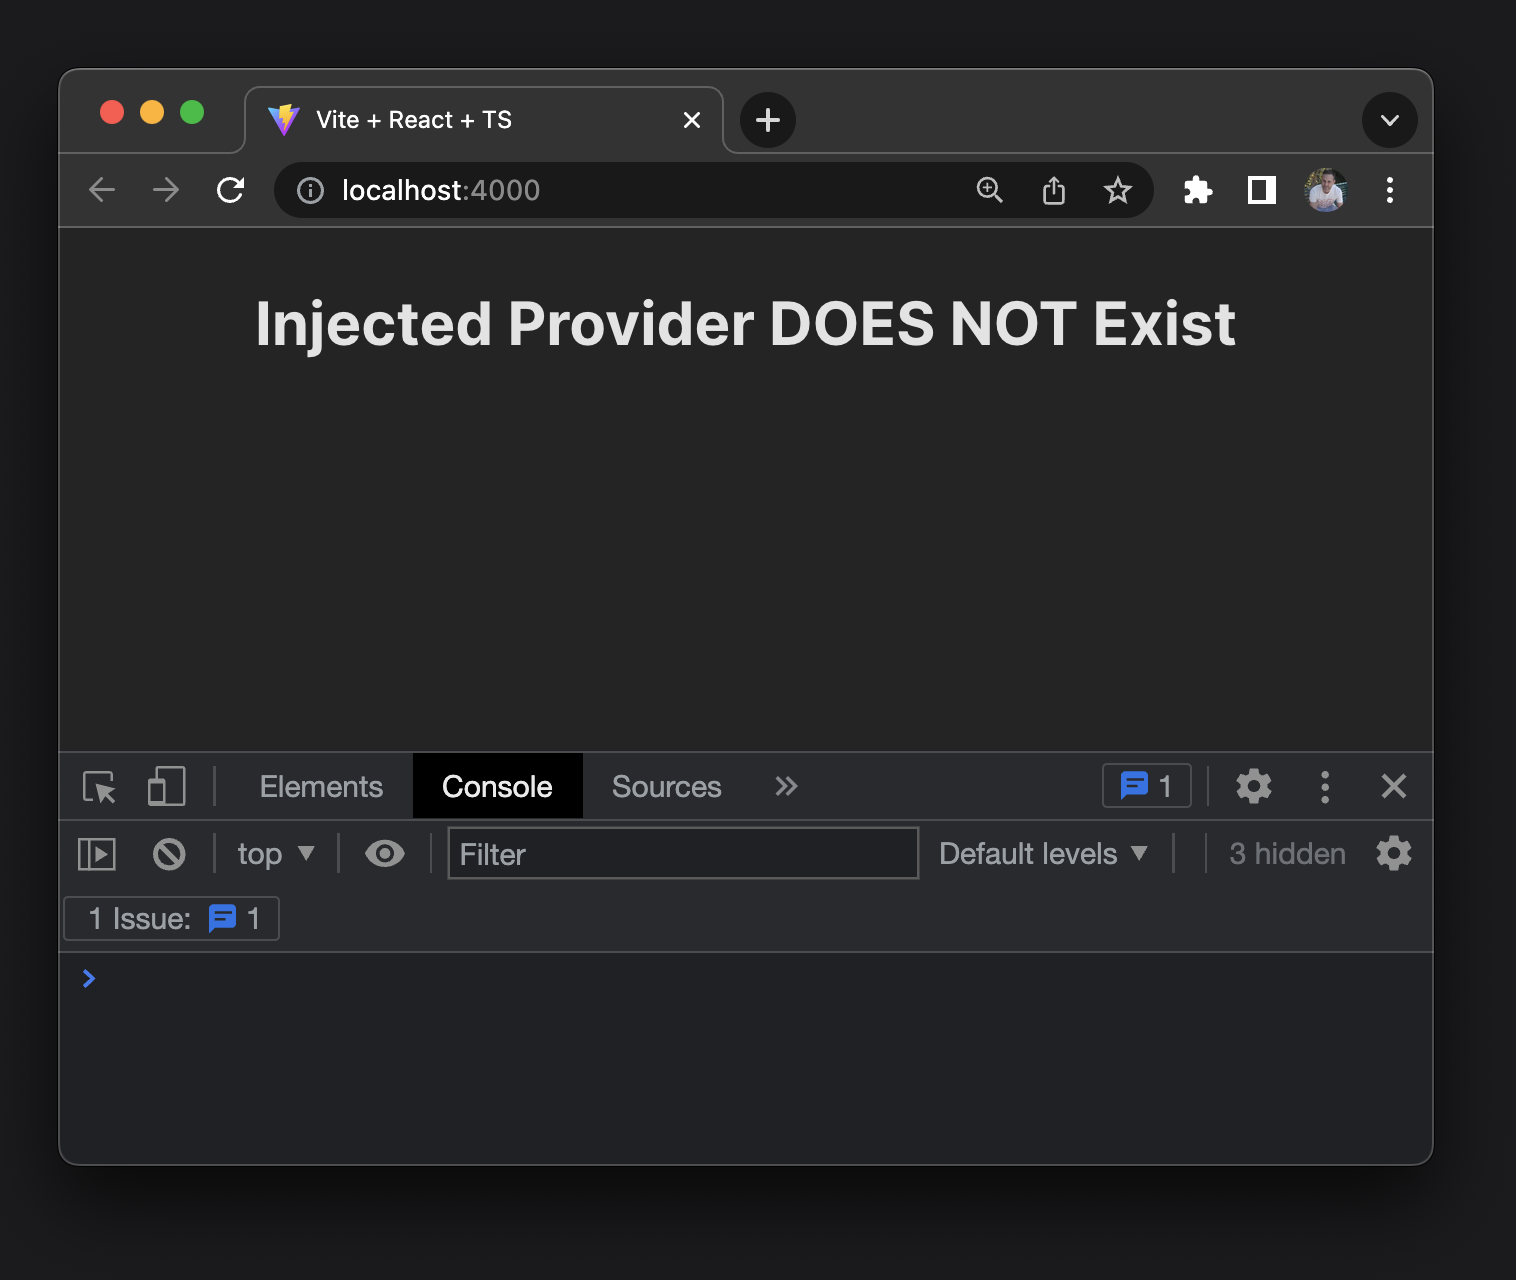 Vite + React + TS
localhost:4000
Injected Provider DOES NOT Exist
Elements Console Sources 1
top Filter Default levels 3 hidden
1 Issue: 1